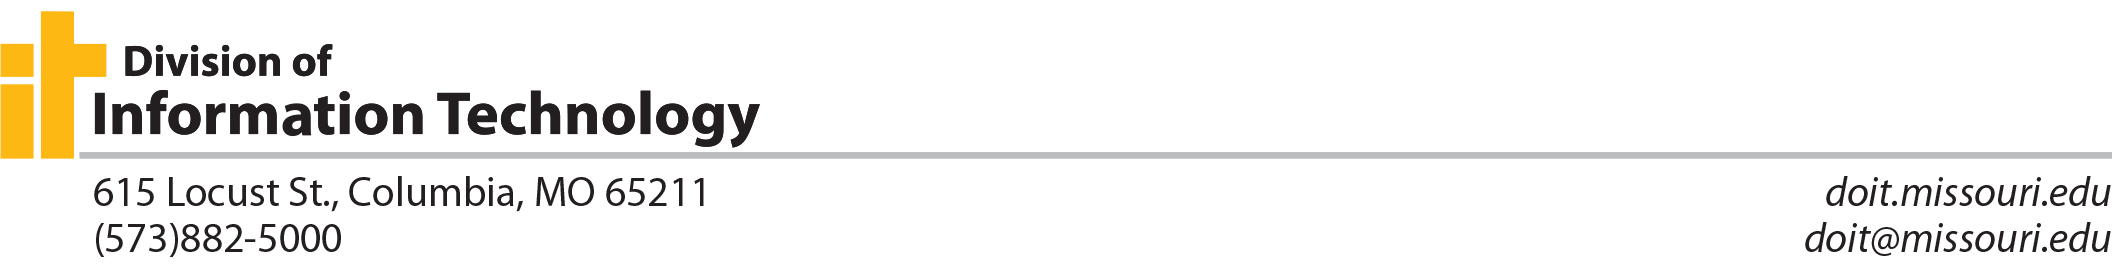 it
Division of
Information Technology
615 Locust St., Columbia, MO 65211
(573)882-5000
doit.missouri.edu
doit@missouri.edu